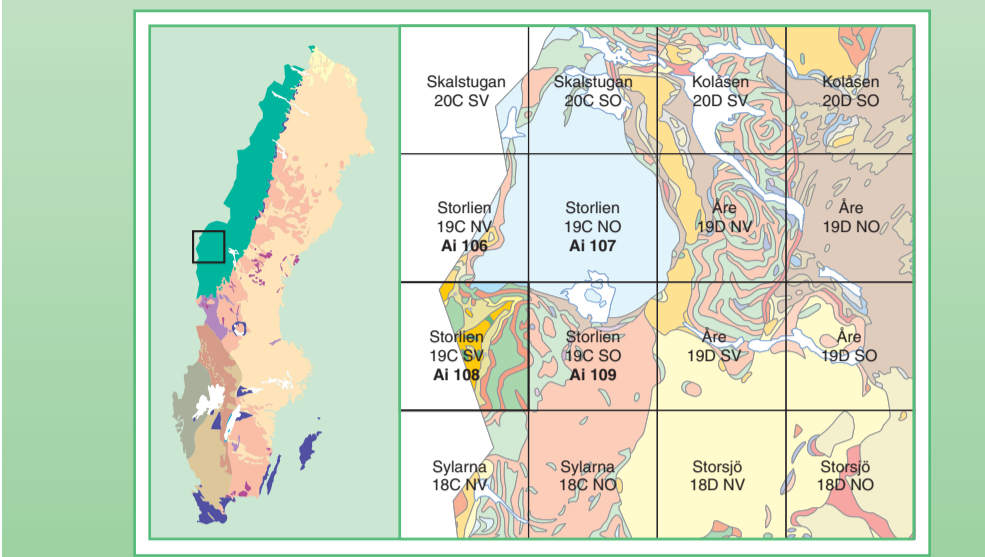 Skalstugan
20C SV
Skalstugan
20C SO
Kolåsen
20D SV
Kolåsen
20D SO
Storlien
19C NV
Ai 106
Storlien
19C NO
Ai 107
Åre
19D NV
Åre
19D NO
Storlien
19C SV
Ai 108
Storlien
19C SO
Ai 109
Åre
19D SV
Åre
19D SO
Sylarna
18C NV
Sylarna
18C NO
Storsjö
18D NV
Storsjö
18D NO